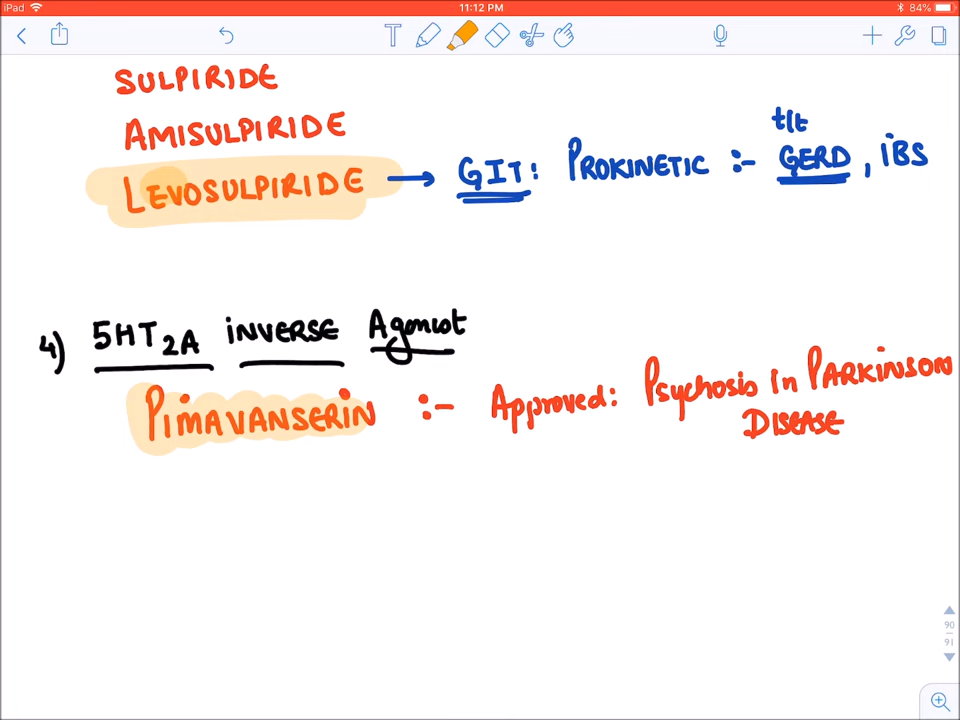 iPad 11:12 PM 84%
T
SULPIRIDE
AMISULPIRIDE
t/t
LEVOSULPIRIDE → GIT: PROKINETIC :- GERD, IBS
4) 5HT2A INVERSE Agonist
PIMAVANSERIN :- Approved: Psychosis in PARKINSON
DISEASE
90
91